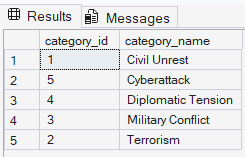 Results Messages
category_id category_name
1 1 Civil Unrest
2 5 Cyberattack
3 4 Diplomatic Tension
4 3 Military Conflict
5 2 Terrorism